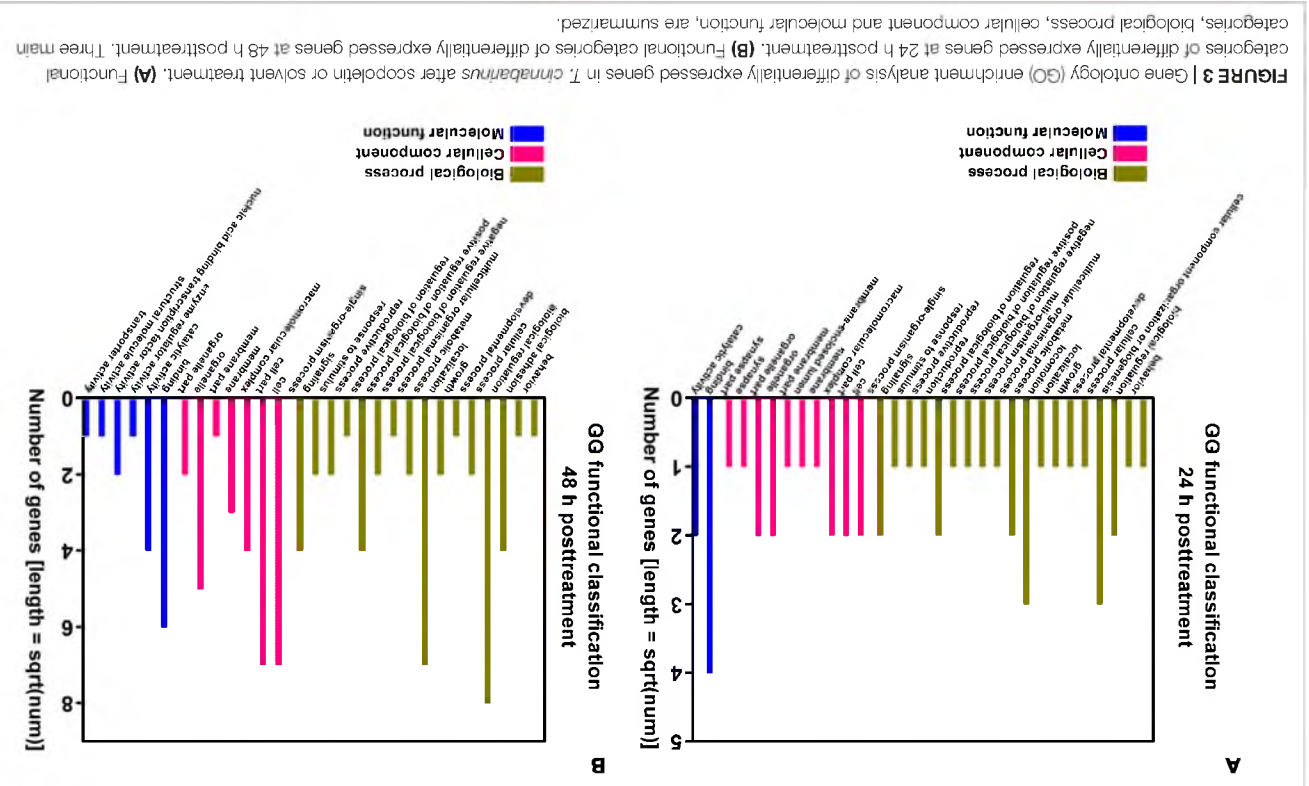 A
GG functional classification
24 h posttreatment
Number of genes [length = sqrt(num)]
5
4
3
2
1
0
behavior
biological regulation
cellular component organization or biogenesis
cellular process
developmental process
growth
localization
locomotion
metabolic process
multi-organism process
multicellular organismal process
negative regulation of biological process
positive regulation of biological process
regulation of biological process
reproduction
reproductive process
response to stimulus
signaling
single-organism process
cell
cell part
macromolecular complex
membrane
membrane-enclosed lumen
organelle
organelle part
synapse
synapse part
binding
catalytic activity
Biological process
Cellular component
Molecular function
B
GG functional classification
48 h posttreatment
Number of genes [length = sqrt(num)]
8
6
4
2
0
behavior
biological adhesion
biological regulation
cellular process
developmental process
growth
localization
metabolic process
multicellular organismal process
negative regulation of biological process
positive regulation of biological process
regulation of biological process
reproductive process
response to stimulus
signaling
single-organism process
cell
cell part
macromolecular complex
membrane
membrane part
organelle
organelle part
binding
catalytic activity
enzyme regulator activity
nucleic acid binding transcription factor activity
structural molecule activity
transporter activity
Biological process
Cellular component
Molecular function
FIGURE 3 | Gene ontology (GO) enrichment analysis of differentially expressed genes in T. cinnabarinus after scopoletin or solvent treatment. (A) Functional
categories of differentially expressed genes at 24 h posttreatment. (B) Functional categories of differentially expressed genes at 48 h posttreatment. Three main
categories, biological process, cellular component and molecular function, are summarized.